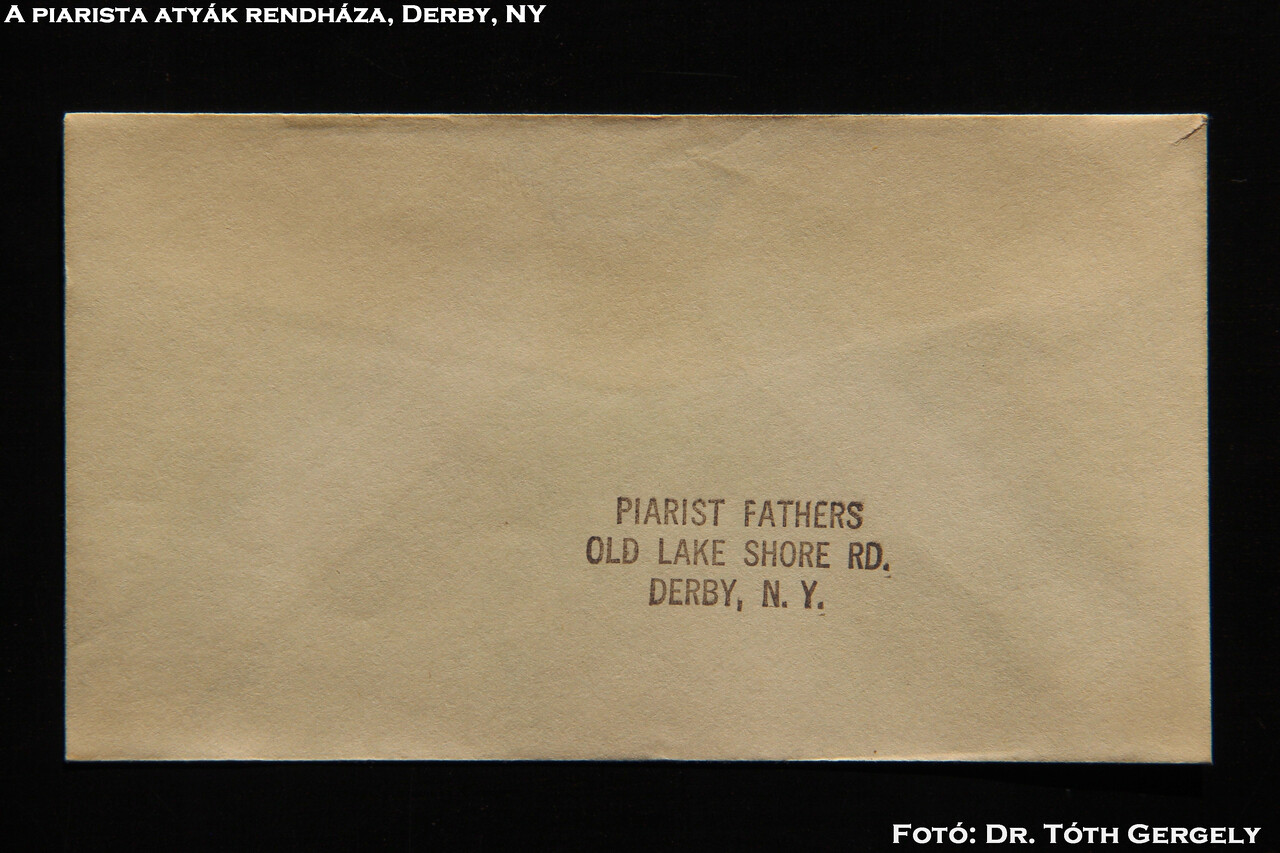 A piarista atyák rendháza, Derby, NY
PIARIST FATHERS
OLD LAKE SHORE RD.
DERBY, N. Y.
Fotó: Dr. Tóth Gergely